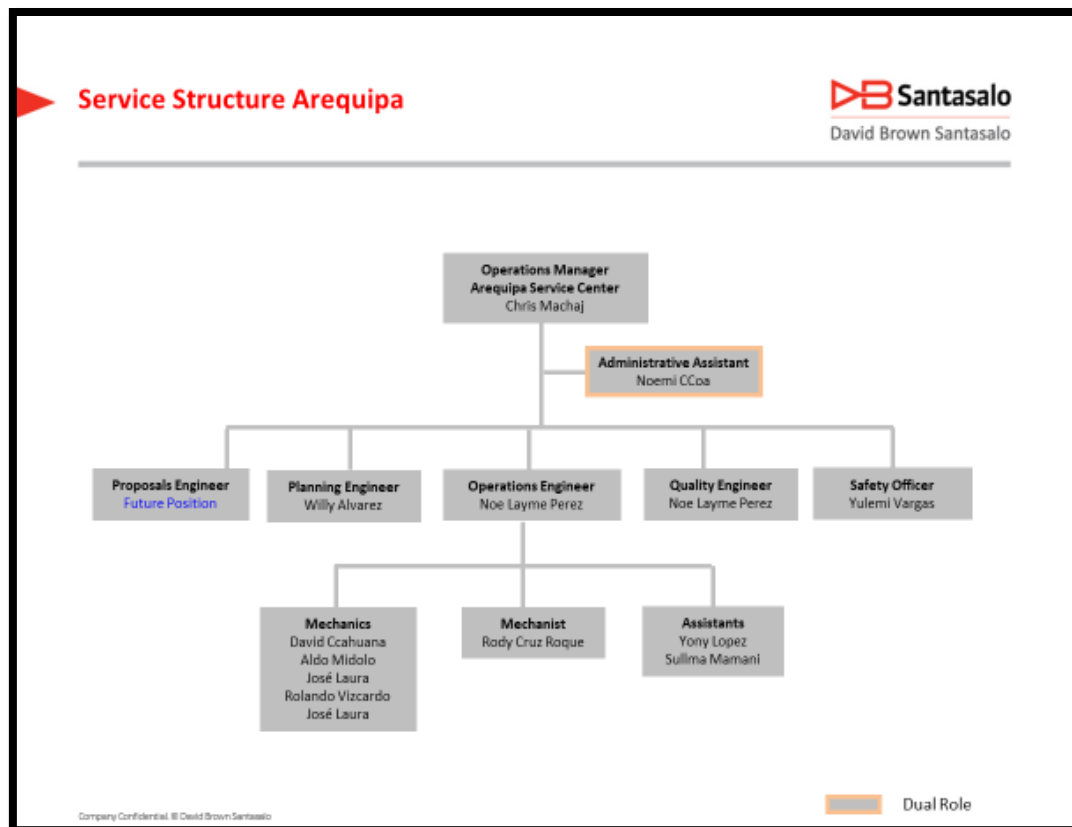 Service Structure Arequipa
Santasalo
David Brown Santasalo
Operations Manager
Arequipa Service Center
Chris Machaj
Administrative Assistant
Noemi CCoa
Proposals Engineer
Future Position
Planning Engineer
Willy Alvarez
Operations Engineer
Noe Layme Perez
Quality Engineer
Noe Layme Perez
Safety Officer
Yulemi Vargas
Mechanics
David Ccahuana
Aldo Midolo
José Laura
Rolando Vizcardo
José Laura
Mechanist
Rody Cruz Roque
Assistants
Yony Lopez
Sullma Mamani
Company Confidential. © David Brown Santasalo
Dual Role